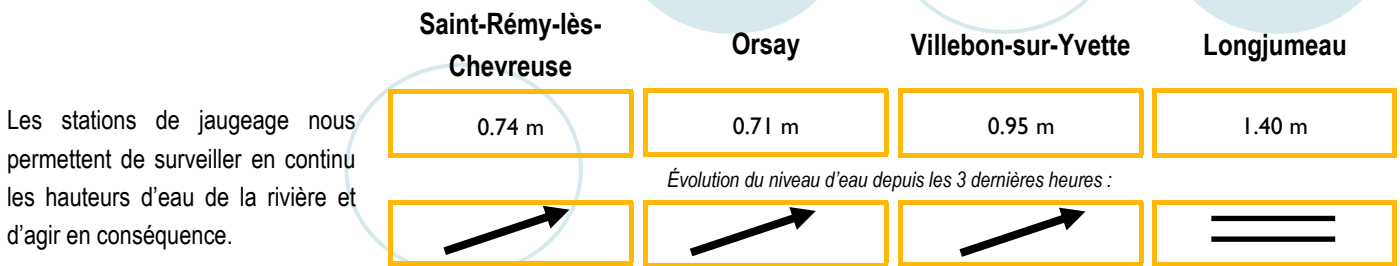 Saint-Rémy-lès-
Chevreuse
Orsay
Villebon-sur-Yvette
Longjumeau
Les stations de jaugeage nous
permettent de surveiller en continu
les hauteurs d’eau de la rivière et
d’agir en conséquence.
0.74 m
0.71 m
0.95 m
1.40 m
Évolution du niveau d’eau depuis les 3 dernières heures :